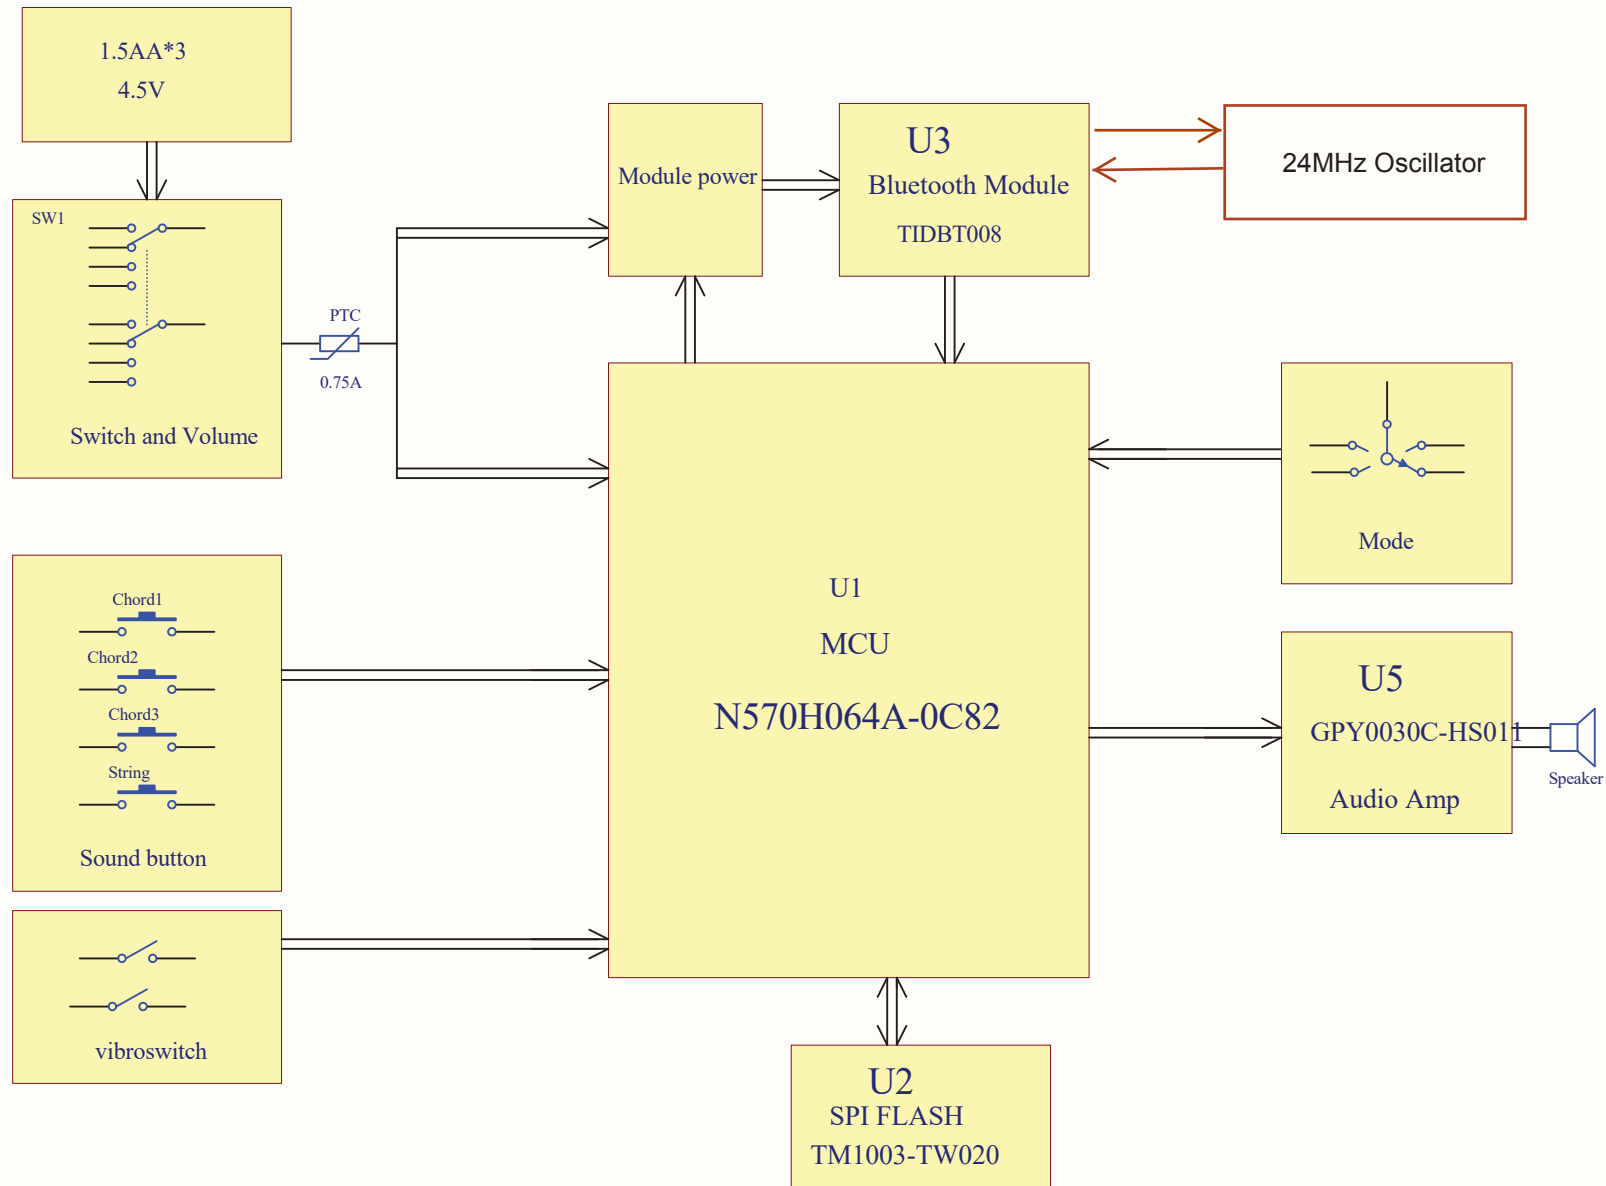 1.5AA*3
4.5V
SW1
Switch and Volume
PTC
0.75A
Module power
U3
Bluetooth Module
TIDBT008
24MHz Oscillator
U1
MCU
N570H064A-0C82
Mode
Chord1
Chord2
Chord3
String
Sound button
U5
GPY0030C-HS011
Audio Amp
Speaker
vibroswitch
U2
SPI FLASH
TM1003-TW020